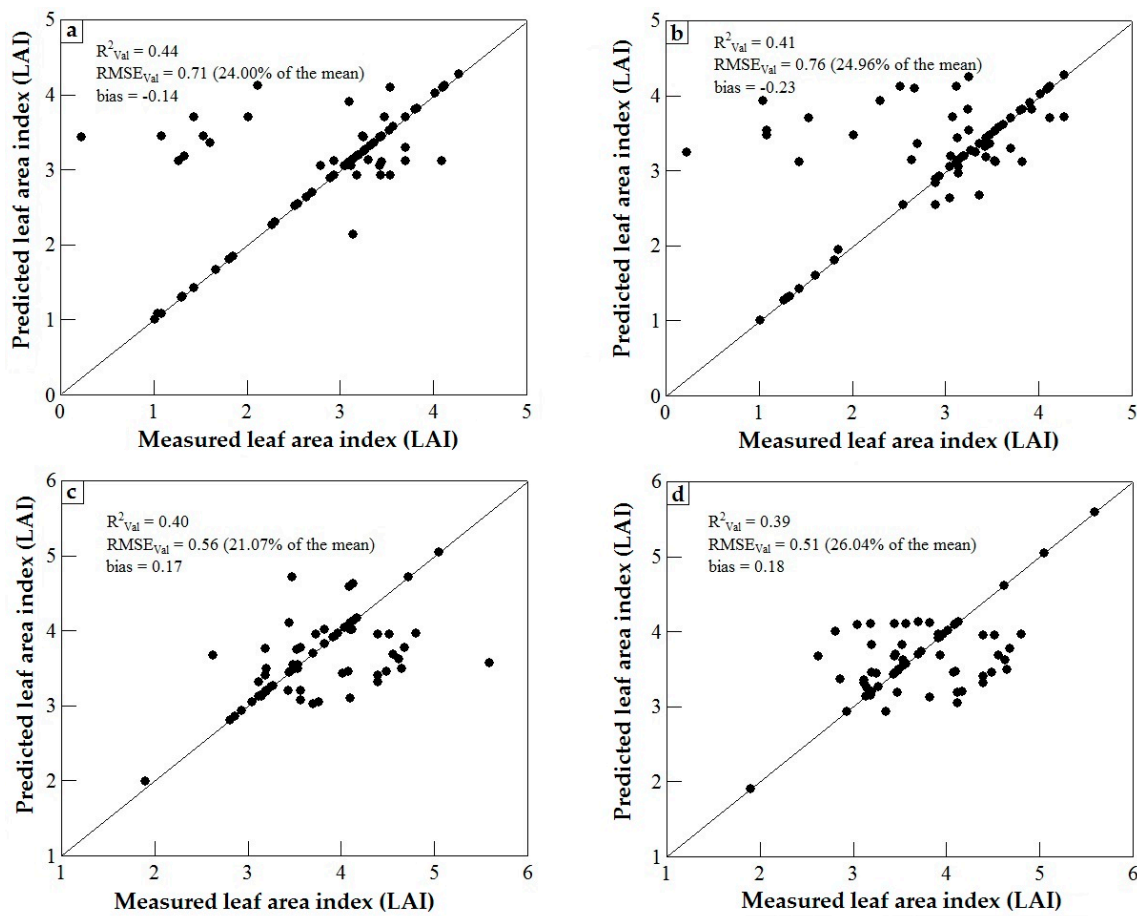 a
R²Val = 0.44
RMSEVal = 0.71 (24.00% of the mean)
bias = -0.14
5
4
3
2
1
0
0 1 2 3 4 5
Predicted leaf area index (LAI)
Measured leaf area index (LAI)
b
R²Val = 0.41
RMSEVal = 0.76 (24.96% of the mean)
bias = -0.23
5
4
3
2
1
0
0 1 2 3 4 5
Predicted leaf area index (LAI)
Measured leaf area index (LAI)
c
R²Val = 0.40
RMSEVal = 0.56 (21.07% of the mean)
bias = 0.17
6
5
4
3
2
1
1 2 3 4 5 6
Predicted leaf area index (LAI)
Measured leaf area index (LAI)
d
R²Val = 0.39
RMSEVal = 0.51 (26.04% of the mean)
bias = 0.18
6
5
4
3
2
1
1 2 3 4 5 6
Predicted leaf area index (LAI)
Measured leaf area index (LAI)